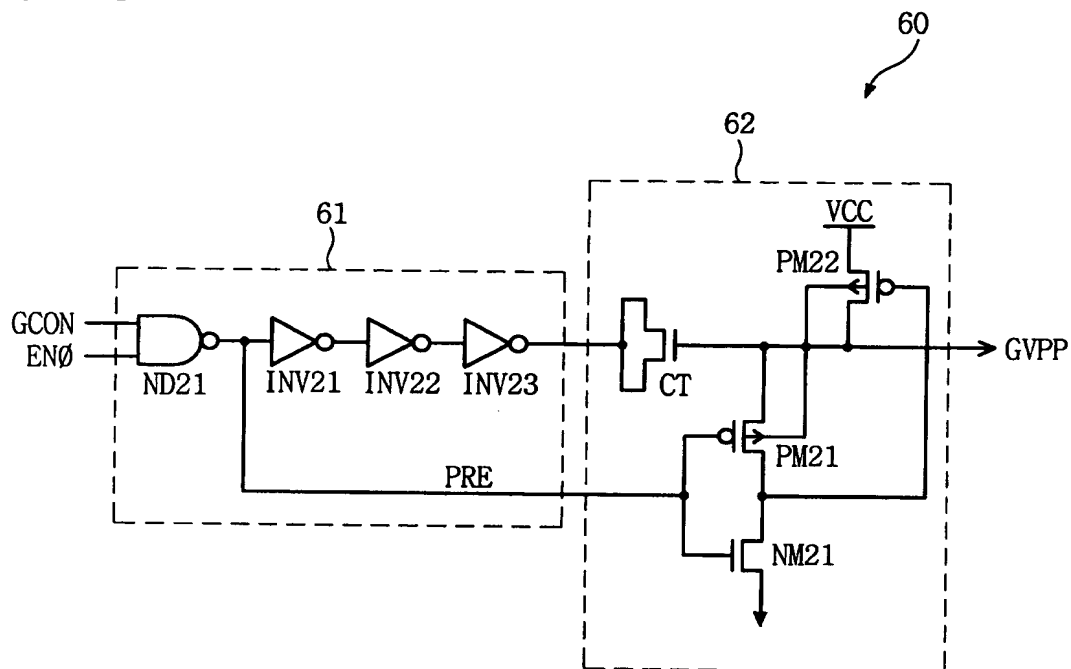 60
62
61
VCC
PM22
GCON
ENØ
GVPP
ND21
INV21
INV22
INV23
CT
PM21
PRE
NM21